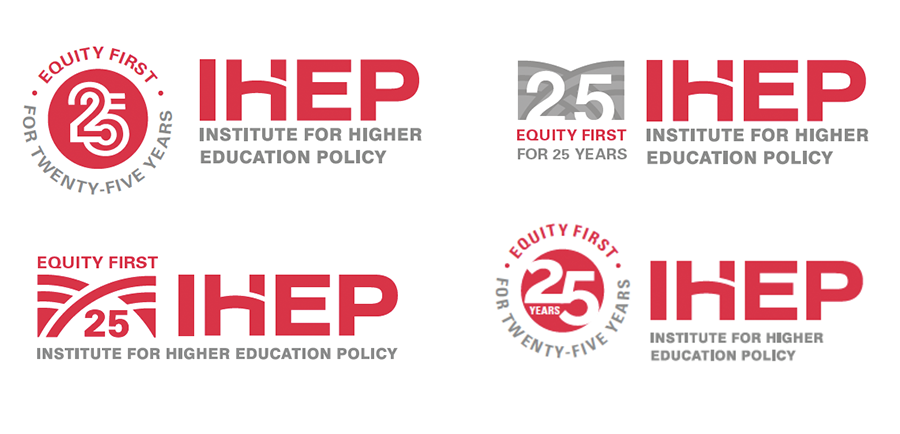 • EQUITY FIRST •
FOR TWENTY-FIVE YEARS
25
IHEP
INSTITUTE FOR HIGHER
EDUCATION POLICY
25
EQUITY FIRST
FOR 25 YEARS
IHEP
INSTITUTE FOR HIGHER
EDUCATION POLICY
EQUITY FIRST
25
IHEP
INSTITUTE FOR HIGHER EDUCATION POLICY
• EQUITY FIRST •
FOR TWENTY-FIVE YEARS
25
YEARS
IHEP
INSTITUTE FOR HIGHER
EDUCATION POLICY